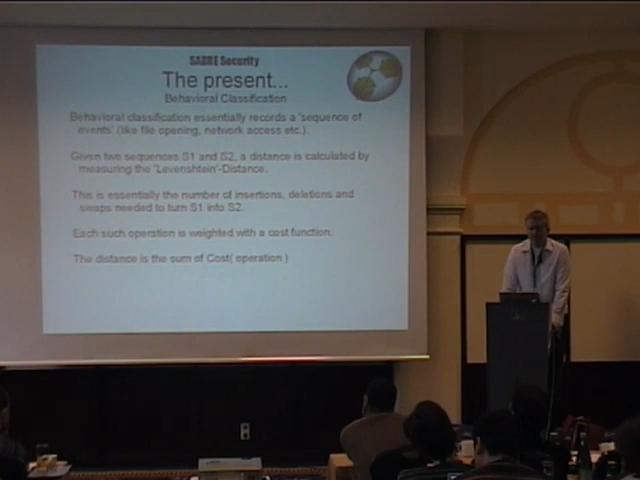 SABRE Security
The present...
Behavioral Classification
Behavioral classification essentially records a 'sequence of
events' (like file opening, network access etc.).
Given two sequences S1 and S2, a distance is calculated by
measuring the 'Levenshtein'-Distance.
This is essentially the number of insertions, deletions and
swaps needed to turn S1 into S2.
Each such operation is weighted with a cost function.
The distance is the sum of Cost( operation )